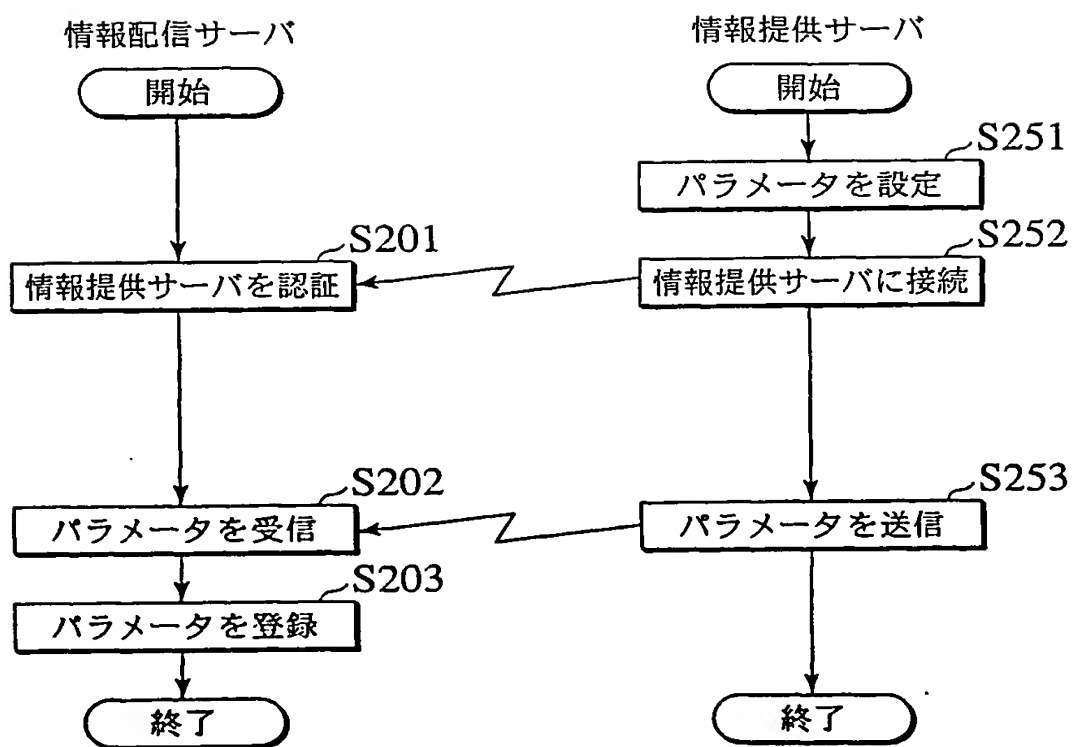 情報配信サーバ
情報提供サーバ
開始
開始
S251
パラメータを設定
S201
S252
情報提供サーバを認証
情報提供サーバに接続
S202
S253
パラメータを受信
パラメータを送信
S203
パラメータを登録
終了
終了